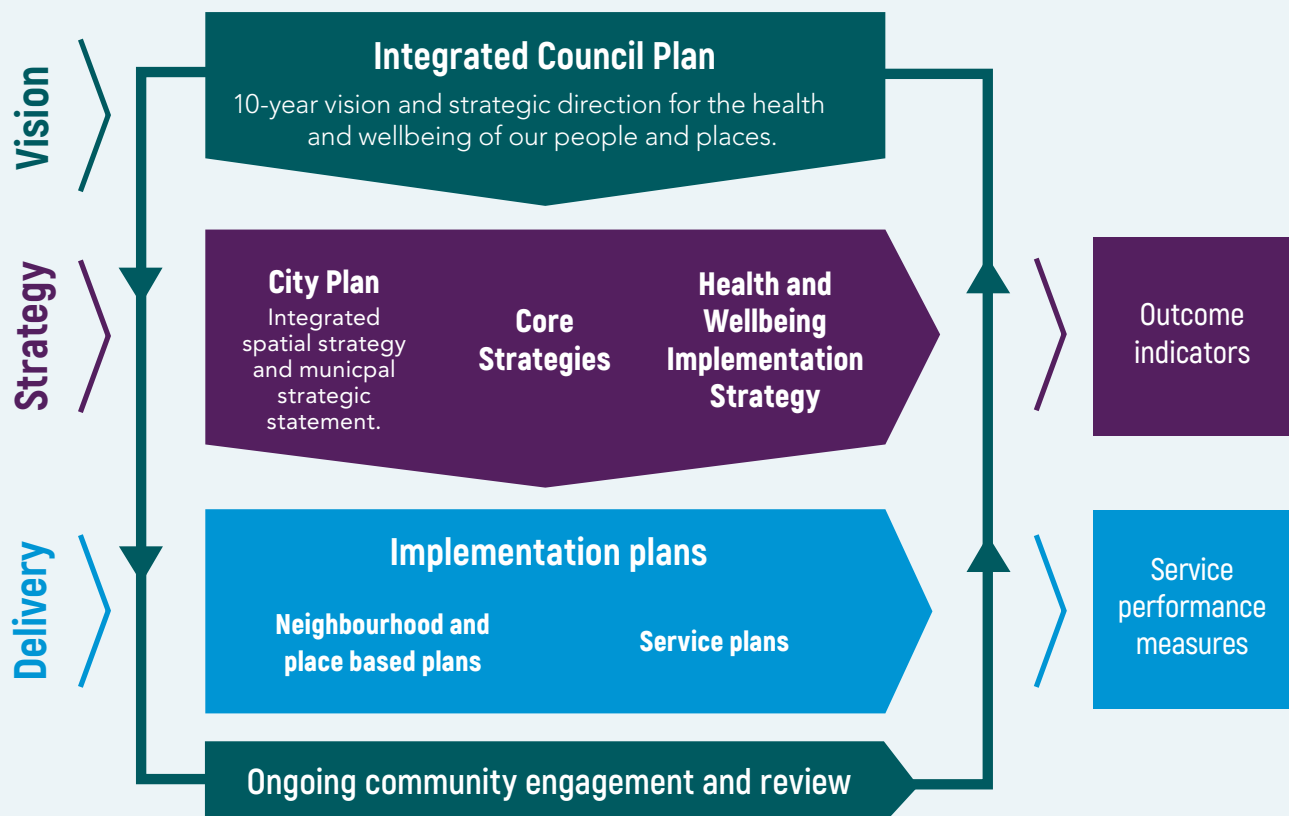 Vision
Integrated Council Plan
10-year vision and strategic direction for the health
and wellbeing of our people and places.
Strategy
City Plan
Integrated
spatial strategy
and municpal
strategic
statement.
Core
Strategies
Health and
Wellbeing
Implementation
Strategy
Outcome
indicators
Delivery
Implementation plans
Neighbourhood and
place based plans
Service plans
Service
performance
measures
Ongoing community engagement and review